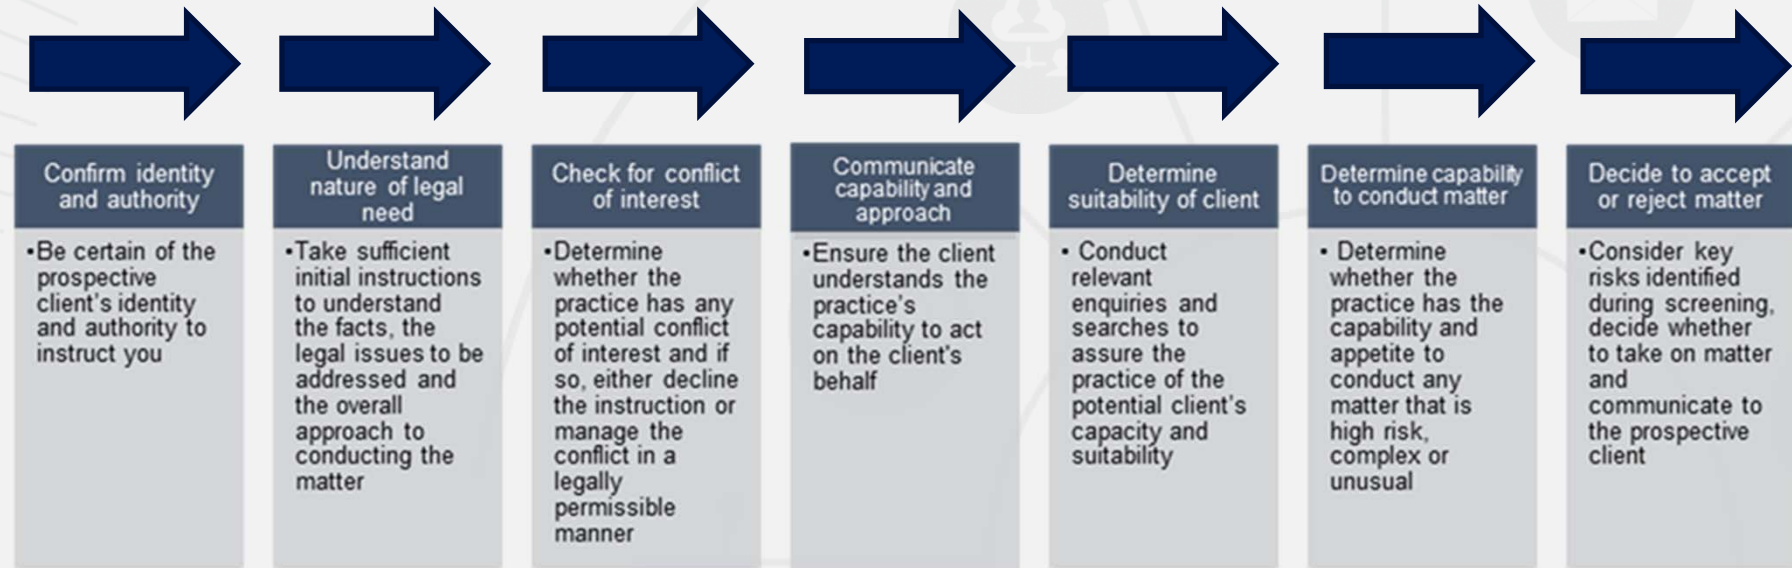 Confirm identity
and authority
▪Be certain of the
prospective
client's identity
and authority to
instruct you
Understand
nature of legal
need
▪Take sufficient
initial instructions
to understand
the facts, the
legal issues to be
addressed and
the overall
approach to
conducting the
matter
Check for conflict
of interest
▪Determine
whether the
practice has any
potential conflict
of interest and if
so, either decline
the instruction or
manage the
conflict in a
legally
permissible
manner
Communicate
capability and
approach
▪Ensure the client
understands the
practice's
capability to act
on the client's
behalf
Determine
suitability of client
▪ Conduct
relevant
enquiries and
searches to
assure the
practice of the
potential client's
capacity and
suitability
Determine capability
to conduct matter
▪ Determine
whether the
practice has the
capability and
appetite to
conduct any
matter that is
high risk,
complex or
unusual
Decide to accept
or reject matter
▪Consider key
risks identified
during screening,
decide whether
to take on matter
and
communicate to
the prospective
client